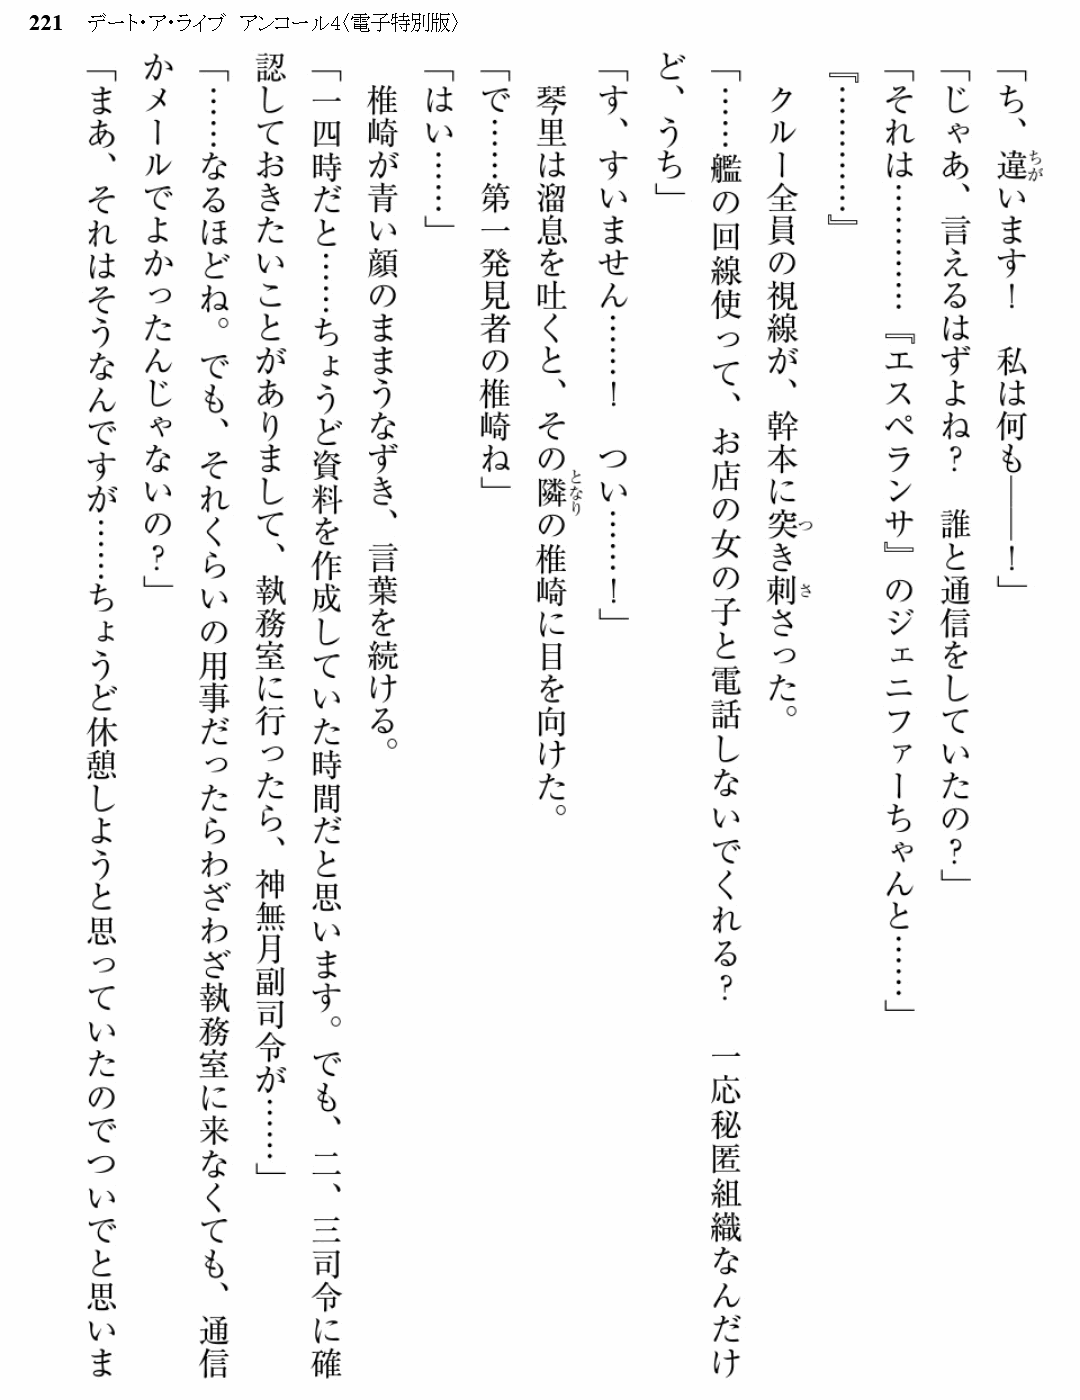 221 デート・ア・ライブ アンコール4〈電子特別版〉
「ち、違います！　私は何も――！」
「じゃあ、言えるはずよね？　誰と通信をしていたの？」
「それは…………『エスペランサ』のジェニファーちゃんと……」
『…………』
　クルー全員の視線が、幹本に突き刺さった。
「……艦の回線使って、お店の女の子と電話しないでくれる？　一応秘匿組織なんだけ
ど、うち」
「す、すいません……！　つい……！」
　琴里は溜息を吐くと、その隣の椎崎に目を向けた。
「で……第一発見者の椎崎ね」
「はい……」
　椎崎が青い顔のままうなずき、言葉を続ける。
「一四時だと……ちょうど資料を作成していた時間だと思います。でも、二、三司令に確
認しておきたいことがありまして、執務室に行ったら、神無月副司令が……」
「……なるほどね。でも、それくらいの用事だったらわざわざ執務室に来なくても、通信
かメールでよかったんじゃないの？」
「まあ、それはそうなんですが……ちょうど休憩しようと思っていたのでついでと思いま